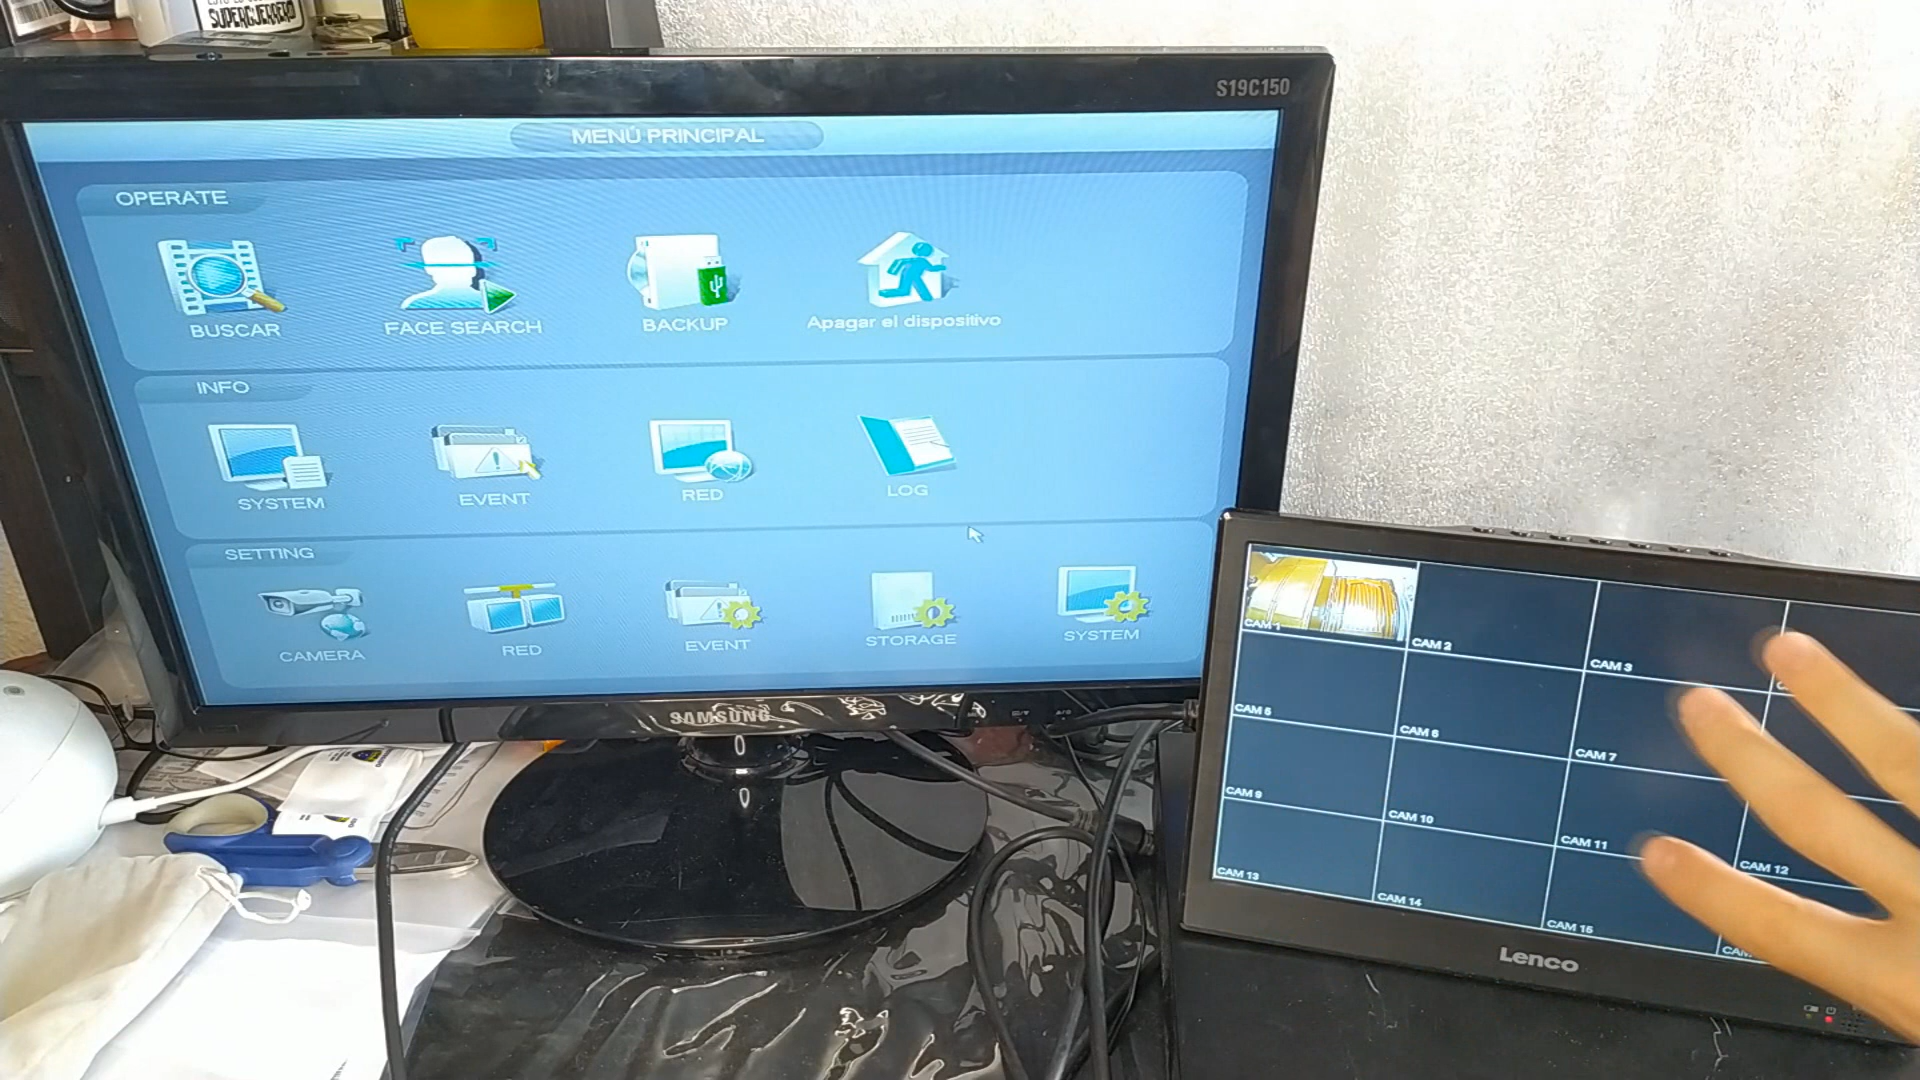 SUPERGUERRERO
S19C150
MENÚ PRINCIPAL
OPERATE
BUSCAR
FACE SEARCH
BACKUP
Apagar el dispositivo
INFO
SYSTEM
EVENT
RED
LOG
SETTING
CAMERA
RED
EVENT
STORAGE
SYSTEM
SAMSUNG
CAM 1
CAM 2
CAM 3
CAM 5
CAM 6
CAM 7
CAM 9
CAM 10
CAM 11
CAM 12
CAM 13
CAM 14
CAM 15
CAM
Lenco